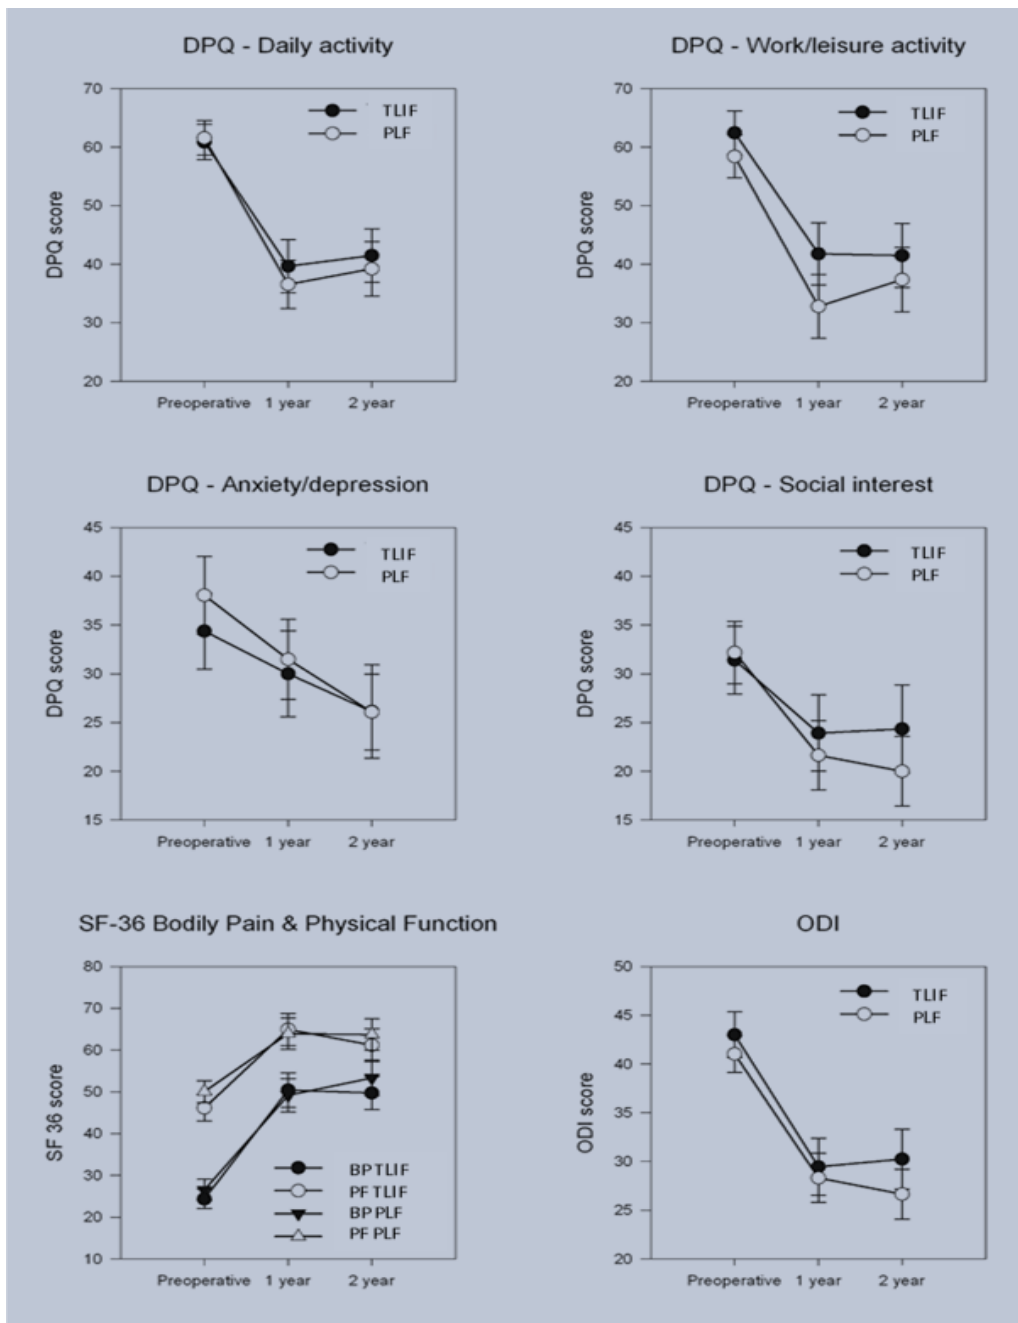 DPQ - Daily activity
70
60
50
40
30
20
DPQ score
TLIF
PLF
Preoperative 1 year 2 year
DPQ - Work/leisure activity
70
60
50
40
30
20
DPQ score
TLIF
PLF
Preoperative 1 year 2 year
DPQ - Anxiety/depression
45
40
35
30
25
20
15
DPQ score
TLIF
PLF
Preoperative 1 year 2 year
DPQ - Social interest
45
40
35
30
25
20
15
DPQ score
TLIF
PLF
Preoperative 1 year 2 year
SF-36 Bodily Pain & Physical Function
80
70
60
50
40
30
20
10
SF 36 score
BP TLIF
PF TLIF
BP PLF
PF PLF
Preoperative 1 year 2 year
ODI
50
45
40
35
30
25
20
ODI score
TLIF
PLF
Preoperative 1 year 2 year